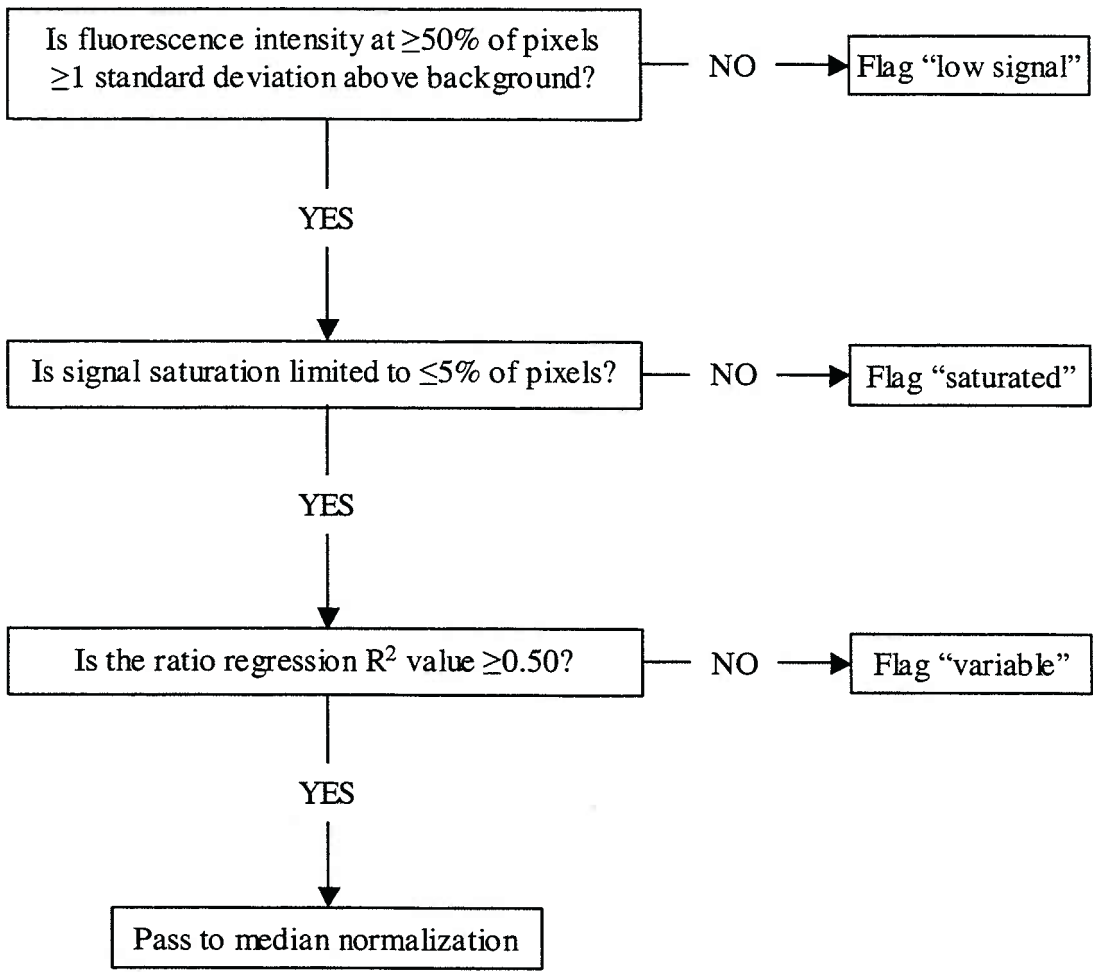 Is fluorescence intensity at ≥50% of pixels
≥1 standard deviation above background?
NO
Flag “low signal”
YES
Is signal saturation limited to ≤5% of pixels?
NO
Flag “saturated”
YES
Is the ratio regression R² value ≥0.50?
NO
Flag “variable”
YES
Pass to median normalization